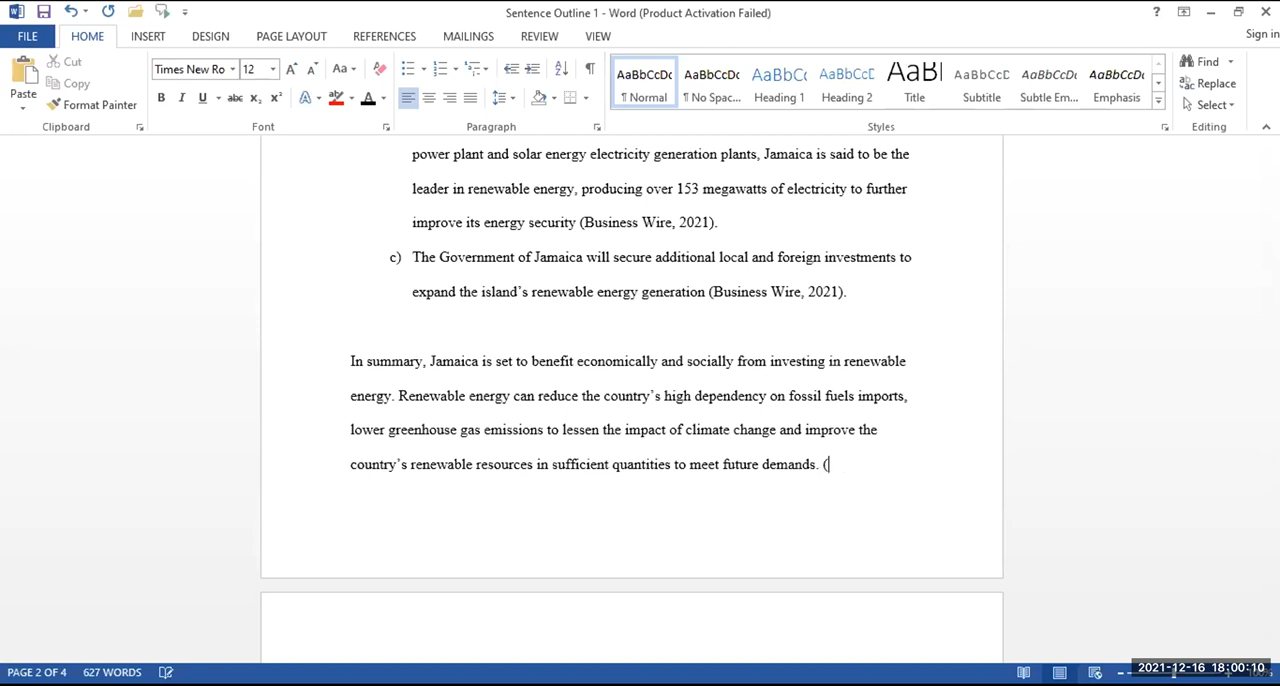 Sentence Outline 1 - Word (Product Activation Failed)
?
FILE HOME INSERT DESIGN PAGE LAYOUT REFERENCES MAILINGS REVIEW VIEW Sign in
Cut
Copy
Format Painter
Paste
Clipboard
Times New Ro 12
Aa
B I U abc X₂ X²
Font
Paragraph
AaBbCcDc AaBbCcDc AaBbCc AaBbCcD AaBl AaBbCcD AaBbCcDc AaBbCcDc
¶ Normal ¶ No Spac... Heading 1 Heading 2 Title Subtitle Subtle Em... Emphasis
Styles
Find
Replace
Select
Editing
power plant and solar energy electricity generation plants, Jamaica is said to be the
leader in renewable energy, producing over 153 megawatts of electricity to further
improve its energy security (Business Wire, 2021).
c) The Government of Jamaica will secure additional local and foreign investments to
expand the island’s renewable energy generation (Business Wire, 2021).
In summary, Jamaica is set to benefit economically and socially from investing in renewable
energy. Renewable energy can reduce the country’s high dependency on fossil fuels imports,
lower greenhouse gas emissions to lessen the impact of climate change and improve the
country’s renewable resources in sufficient quantities to meet future demands. (
PAGE 2 OF 4 627 WORDS
2021-12-16 18:00:10